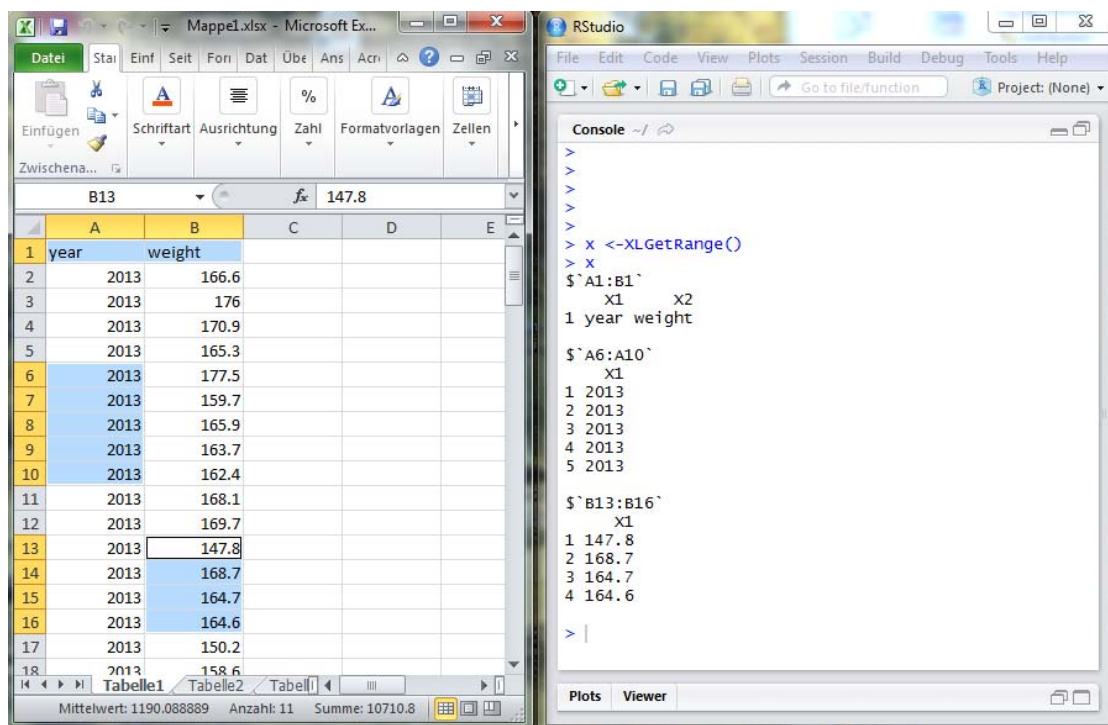 Mappe1.xlsx - Microsoft Ex...
Datei Star Einf Seit Forn Dat Übe Ans Acr
Einfügen
Schriftart Ausrichtung Zahl Formatvorlagen Zellen
%
Zwischena...
B13 fx 147.8
A B C D E
1 year weight
2 2013 166.6
3 2013 176
4 2013 170.9
5 2013 165.3
6 2013 177.5
7 2013 159.7
8 2013 165.9
9 2013 163.7
10 2013 162.4
11 2013 168.1
12 2013 169.7
13 2013 147.8
14 2013 168.7
15 2013 164.7
16 2013 164.6
17 2013 150.2
18 2013 158.6
Tabelle1 Tabelle2 Tabell
Mittelwert: 1190.088889 Anzahl: 11 Summe: 10710.8
RStudio
File Edit Code View Plots Session Build Debug Tools Help
Go to file/function Project: (None)
Console ~/
>
>
>
>
>
> x <-XLGetRange()
> x
$`A1:B1`
X1 X2
1 year weight
$`A6:A10`
X1
1 2013
2 2013
3 2013
4 2013
5 2013
$`B13:B16`
X1
1 147.8
2 168.7
3 164.7
4 164.6
>
Plots Viewer